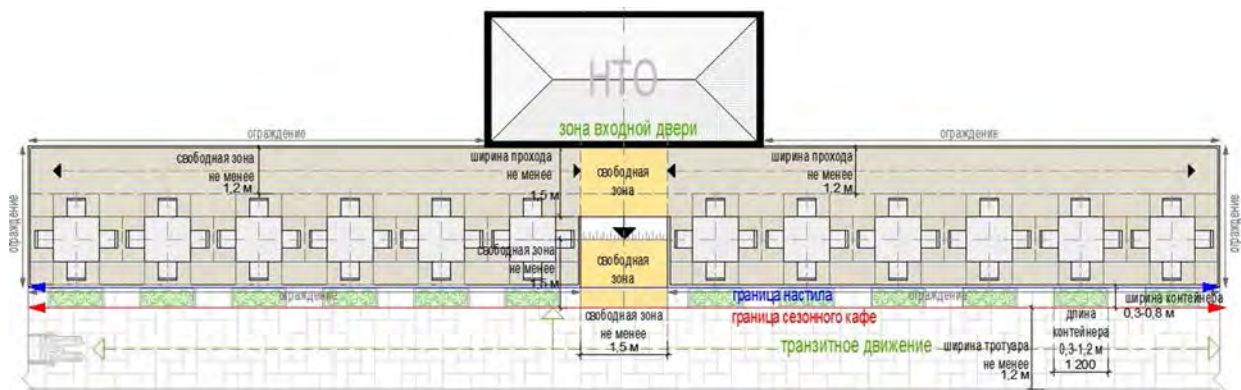 НТО
зона входной двери
ограждение
ограждение
свободная зона
не менее
1,2 м
ширина прохода
не менее
1,5 м
свободная
зона
ширина прохода
не менее
1,2 м
ограждение
ограждение
свободная зона
не менее
1,5 м
свободная
зона
ограждение
граница настила
ограждение
ширина контейнера
0,3-0,8 м
свободная зона
не менее
1,5 м
граница сезонного кафе
транзитное движение
ширина тротуара
не менее
1,2 м
длина
контейнера
0,3-1,2 м
1 200